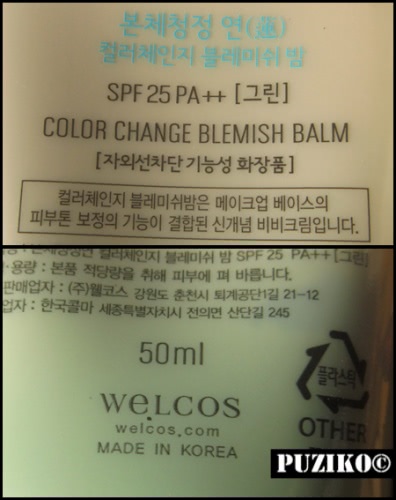 본체청정 연(蓮)
컬러체인지 블레미쉬 밤
SPF 25 PA++ [그린]
COLOR CHANGE BLEMISH BALM
[자외선차단 기능성 화장품]
컬러체인지 블레미쉬밤은 메이크업 베이스의
피부톤 보정의 기능이 결합된 신개념 비비크림입니다.
컬러체인지 블레미쉬 밤 SPF 25 PA++ [그린]
용량 : 본품 적당량을 취해 피부에 펴 바릅니다.
판매업자 : (주)웰코스 강원도 춘천시 퇴계공단1길 21-12
업자 : 한국콜마 세종특별자치시 전의면 산단길 245
50ml
플라스틱
OTHER
WELCOS
welcos.com
MADE IN KOREA
PUZIKO©